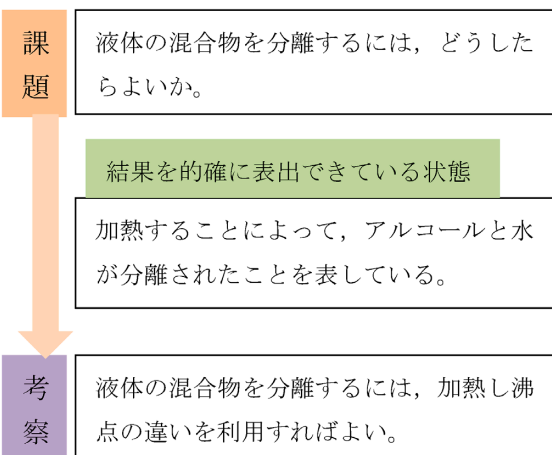 課題
液体の混合物を分離するには，どうした
らよいか。
結果を的確に表出できている状態
加熱することによって，アルコールと水
が分離されたことを表している。
考察
液体の混合物を分離するには，加熱し沸
点の違いを利用すればよい。